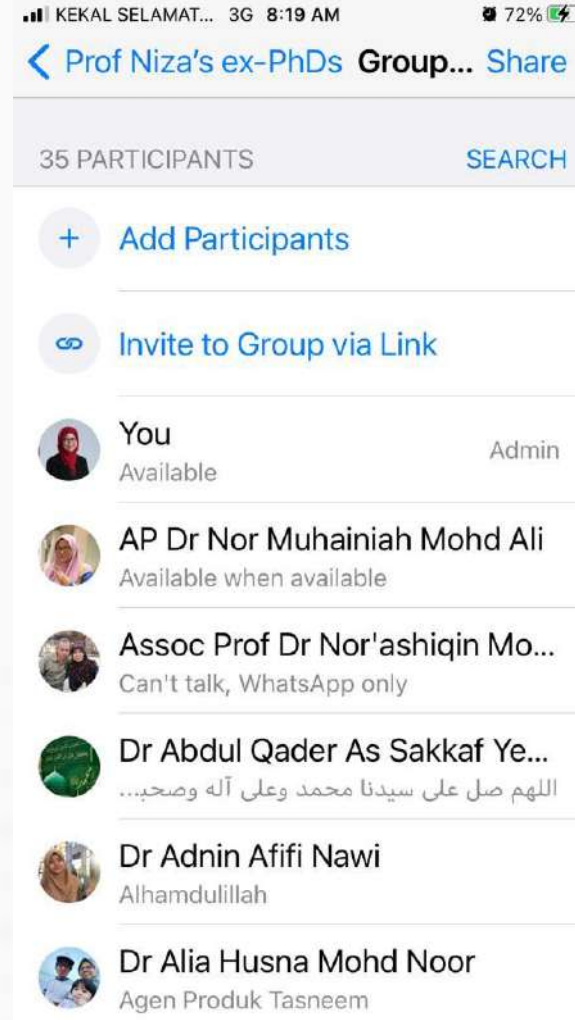 KEKAL SELAMAT... 3G 8:19 AM 72%
Prof Niza's ex-PhDs Group... Share
35 PARTICIPANTS SEARCH
+ Add Participants
Invite to Group via Link
You
Admin
Available
AP Dr Nor Muhainiah Mohd Ali
Available when available
Assoc Prof Dr Nor'ashiqin Mo...
Can't talk, WhatsApp only
Dr Abdul Qader As Sakkaf Ye...
اللهم صل على سيدنا محمد وعلى آله وصحبـ...
Dr Adnin Afifi Nawi
Alhamdulillah
Dr Alia Husna Mohd Noor
Agen Produk Tasneem